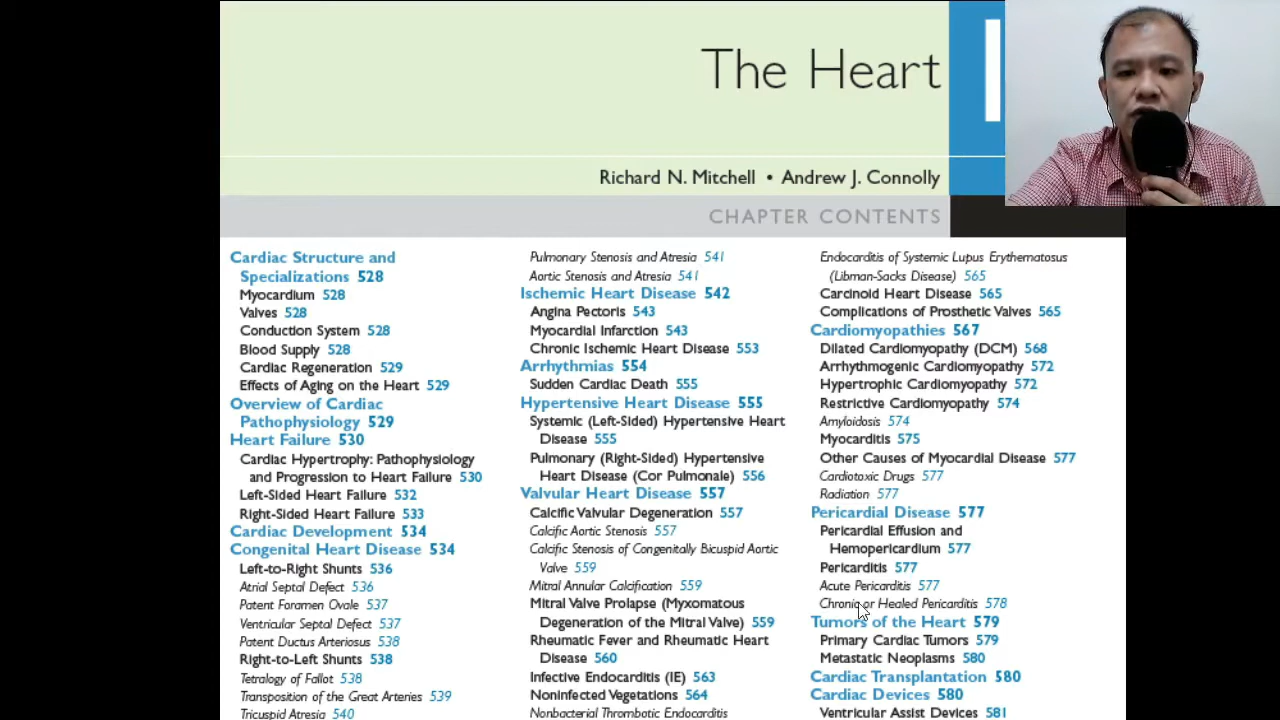 The Heart
Richard N. Mitchell • Andrew J. Connolly
CHAPTER CONTENTS
Cardiac Structure and
Specializations 528
Myocardium 528
Valves 528
Conduction System 528
Blood Supply 528
Cardiac Regeneration 529
Effects of Aging on the Heart 529
Overview of Cardiac
Pathophysiology 529
Heart Failure 530
Cardiac Hypertrophy: Pathophysiology
and Progression to Heart Failure 530
Left-Sided Heart Failure 532
Right-Sided Heart Failure 533
Cardiac Development 534
Congenital Heart Disease 534
Left-to-Right Shunts 536
Atrial Septal Defect 536
Patent Foramen Ovale 537
Ventricular Septal Defect 537
Patent Ductus Arteriosus 538
Right-to-Left Shunts 538
Tetralogy of Fallot 538
Transposition of the Great Arteries 539
Tricuspid Atresia 540
Pulmonary Stenosis and Atresia 541
Aortic Stenosis and Atresia 541
Ischemic Heart Disease 542
Angina Pectoris 543
Myocardial Infarction 543
Chronic Ischemic Heart Disease 553
Arrhythmias 554
Sudden Cardiac Death 555
Hypertensive Heart Disease 555
Systemic (Left-Sided) Hypertensive Heart
Disease 555
Pulmonary (Right-Sided) Hypertensive
Heart Disease (Cor Pulmonale) 556
Valvular Heart Disease 557
Calcific Valvular Degeneration 557
Calcific Aortic Stenosis 557
Calcific Stenosis of Congenitally Bicuspid Aortic
Valve 559
Mitral Annular Calcification 559
Mitral Valve Prolapse (Myxomatous
Degeneration of the Mitral Valve) 559
Rheumatic Fever and Rheumatic Heart
Disease 560
Infective Endocarditis (IE) 563
Noninfected Vegetations 564
Nonbacterial Thrombotic Endocarditis
Endocarditis of Systemic Lupus Erythematosus
(Libman-Sacks Disease) 565
Carcinoid Heart Disease 565
Complications of Prosthetic Valves 565
Cardiomyopathies 567
Dilated Cardiomyopathy (DCM) 568
Arrhythmogenic Cardiomyopathy 572
Hypertrophic Cardiomyopathy 572
Restrictive Cardiomyopathy 574
Amyloidosis 574
Myocarditis 575
Other Causes of Myocardial Disease 577
Cardiotoxic Drugs 577
Radiation 577
Pericardial Disease 577
Pericardial Effusion and
Hemopericardium 577
Pericarditis 577
Acute Pericarditis 577
Chronic or Healed Pericarditis 578
Tumors of the Heart 579
Primary Cardiac Tumors 579
Metastatic Neoplasms 580
Cardiac Transplantation 580
Cardiac Devices 580
Ventricular Assist Devices 581